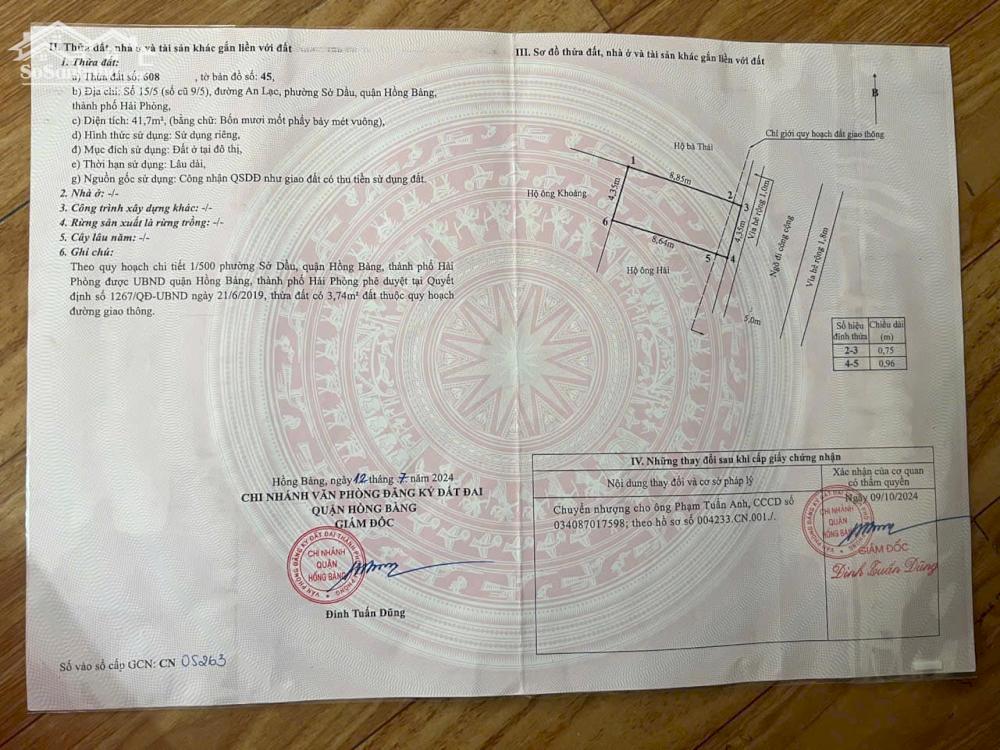 II. Thửa đất, nhà ở và tài sản khác gắn liền với đất
1. Thửa đất:
a) Thửa đất số: 608 , tờ bản đồ số: 45,
b) Địa chỉ: Số 15/5 (số cũ 9/5), đường An Lạc, phường Sở Dầu, quận Hồng Bàng,
thành phố Hải Phòng,
c) Diện tích: 41,7m², (bằng chữ: Bốn mươi mốt phẩy bảy mét vuông),
d) Hình thức sử dụng: Sử dụng riêng,
đ) Mục đích sử dụng: Đất ở tại đô thị,
e) Thời hạn sử dụng: Lâu dài,
g) Nguồn gốc sử dụng: Công nhận QSDĐ như giao đất có thu tiền sử dụng đất.
2. Nhà ở: -/-
3. Công trình xây dựng khác: -/-
4. Rừng sản xuất là rừng trồng: -/-
5. Cây lâu năm: -/-
6. Ghi chú:
Theo quy hoạch chi tiết 1/500 phường Sở Dầu, quận Hồng Bàng, thành phố Hải
Phòng được UBND quận Hồng Bàng, thành phố Hải Phòng phê duyệt tại Quyết
định số 1267/QĐ-UBND ngày 21/6/2019, thửa đất có 3,74m² đất thuộc quy hoạch
đường giao thông.
Hồng Bàng, ngày 12 tháng 7 năm 2024
CHI NHÁNH VĂN PHÒNG ĐĂNG KÝ ĐẤT ĐAI
QUẬN HỒNG BÀNG
GIÁM ĐỐC
CHI NHÁNH
QUẬN
HỒNG BÀNG
Đinh Tuấn Dũng
Số vào sổ cấp GCN: CN 05263
III. Sơ đồ thửa đất, nhà ở và tài sản khác gắn liền với đất
B
Chỉ giới quy hoạch đất giao thông
Hộ bà Thái
1
8,85m
2
3
Hộ ông Khoảng
4,35m
6
8,64m
5
4
4,35m
Hộ ông Hải
Vỉa hè rộng 1,0m
Ngõ đi công cộng
Vỉa hè rộng 1,8m
5,0m
Số hiệu đỉnh thửa Chiều dài (m)
2-3 0,75
4-5 0,96
IV. Những thay đổi sau khi cấp giấy chứng nhận
Nội dung thay đổi và cơ sở pháp lý
Xác nhận của cơ quan
có thẩm quyền
Chuyển nhượng cho ông Phạm Tuấn Anh, CCCD số
034087017598; theo hồ sơ số 004233.CN.001./.
Ngày 09/10/2024
CHI NHÁNH
QUẬN
HỒNG BÀNG
GIÁM ĐỐC
Đinh Tuấn Dũng